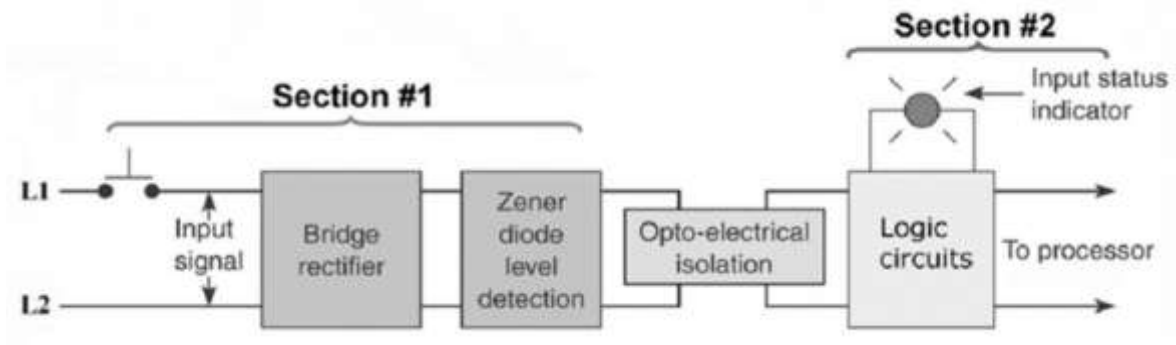 Section #2
Input status
indicator
Section #1
L1
Input
signal
L2
Bridge
rectifier
Zener
diode
level
detection
Opto-electrical
isolation
Logic
circuits
To processor